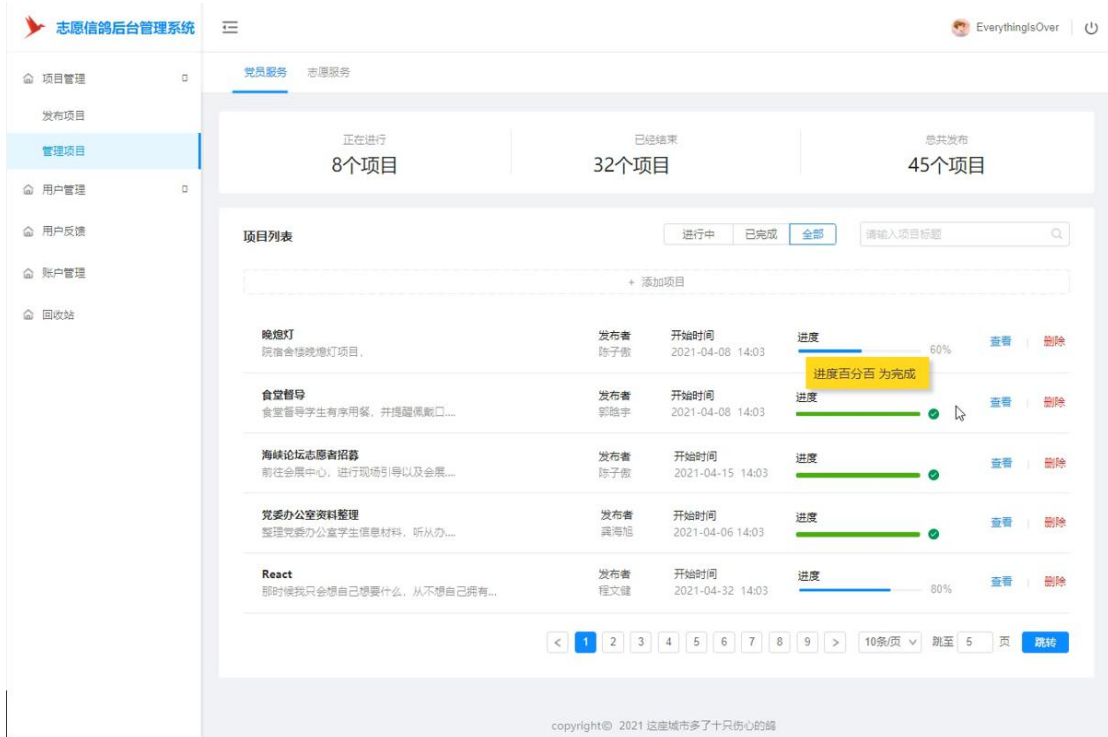 志愿信鸽后台管理系统
EverythingIsOver
项目管理
发布项目
管理项目
用户管理
用户反馈
账户管理
回收站
党员服务 志愿服务
正在进行 已经结束 总共发布
8个项目 32个项目 45个项目
项目列表 进行中 已完成 全部 请输入项目标题
+ 添加项目
晚熄灯 发布者 开始时间 进度 查看 删除
院宿舍楼晚熄灯项目, 陈子傲 2021-04-08 14:03 60%
进度百分百 为完成
食堂督导 发布者 开始时间 进度 查看 删除
食堂督导学生有序用餐, 并提醒佩戴口.... 郭晗宇 2021-04-08 14:03
海峡论坛志愿者招募 发布者 开始时间 进度 查看 删除
前往会展中心, 进行现场引导以及会展.... 陈子傲 2021-04-15 14:03
党委办公室资料整理 发布者 开始时间 进度 查看 删除
整理党委办公室学生信息材料, 听从办.... 龚海旭 2021-04-06 14:03
React 发布者 开始时间 进度 查看 删除
那时候我只会想自己想要什么, 从不想自己拥有... 程文健 2021-04-32 14:03 80%
< 1 2 3 4 5 6 7 8 9 > 10条/页 跳至 5 页 跳转
copyright© 2021 这座城市多了十只伤心的鸽